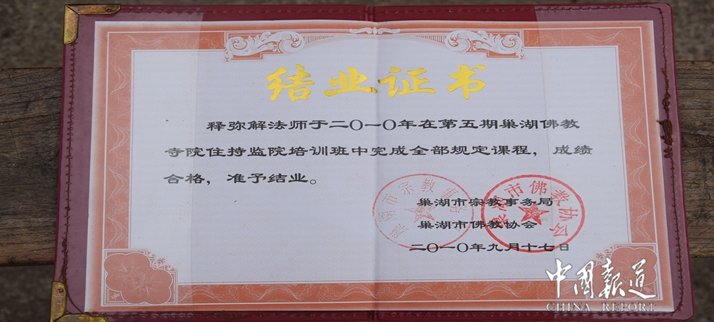 结业证书
释弥解法师于二〇一〇年在第五期巢湖佛教
寺院住持监院培训班中完成全部规定课程，成绩
合格，准予结业。
巢湖市宗教事务局
巢湖市佛教协会
二〇一〇年九月十七日
中国报道
CHINA REPORT